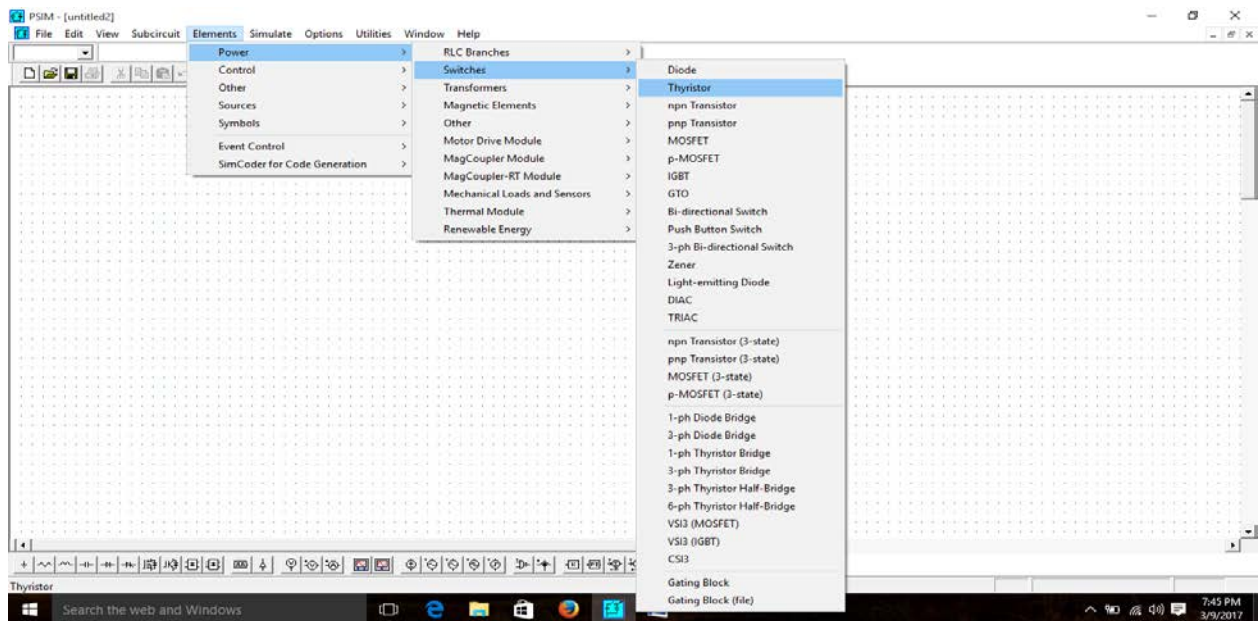 PSIM - [untitled2]
File Edit View Subcircuit Elements Simulate Options Utilities Window Help
Power
Control
Other
Sources
Symbols
Event Control
SimCoder for Code Generation
RLC Branches
Switches
Transformers
Magnetic Elements
Other
Motor Drive Module
MagCoupler Module
MagCoupler-RT Module
Mechanical Loads and Sensors
Thermal Module
Renewable Energy
Diode
Thyristor
npn Transistor
pnp Transistor
MOSFET
p-MOSFET
IGBT
GTO
Bi-directional Switch
Push Button Switch
3-ph Bi-directional Switch
Zener
Light-emitting Diode
DIAC
TRIAC
npn Transistor (3-state)
pnp Transistor (3-state)
MOSFET (3-state)
p-MOSFET (3-state)
1-ph Diode Bridge
3-ph Diode Bridge
1-ph Thyristor Bridge
3-ph Thyristor Bridge
3-ph Thyristor Half-Bridge
6-ph Thyristor Half-Bridge
VSI3 (MOSFET)
VSI3 (IGBT)
CSI3
Gating Block
Gating Block (file)
Thyristor
Search the web and Windows
7:45 PM
3/9/2017